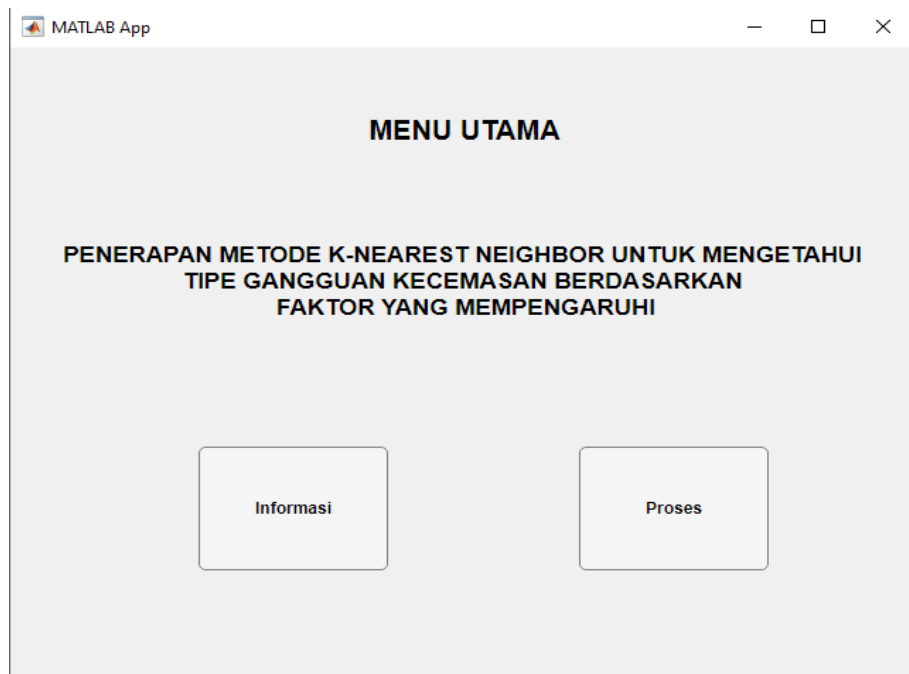 MATLAB App
MENU UTAMA
PENERAPAN METODE K-NEAREST NEIGHBOR UNTUK MENGETAHUI
TIPE GANGGUAN KECEMASAN BERDASARKAN
FAKTOR YANG MEMPENGARUHI
Informasi
Proses